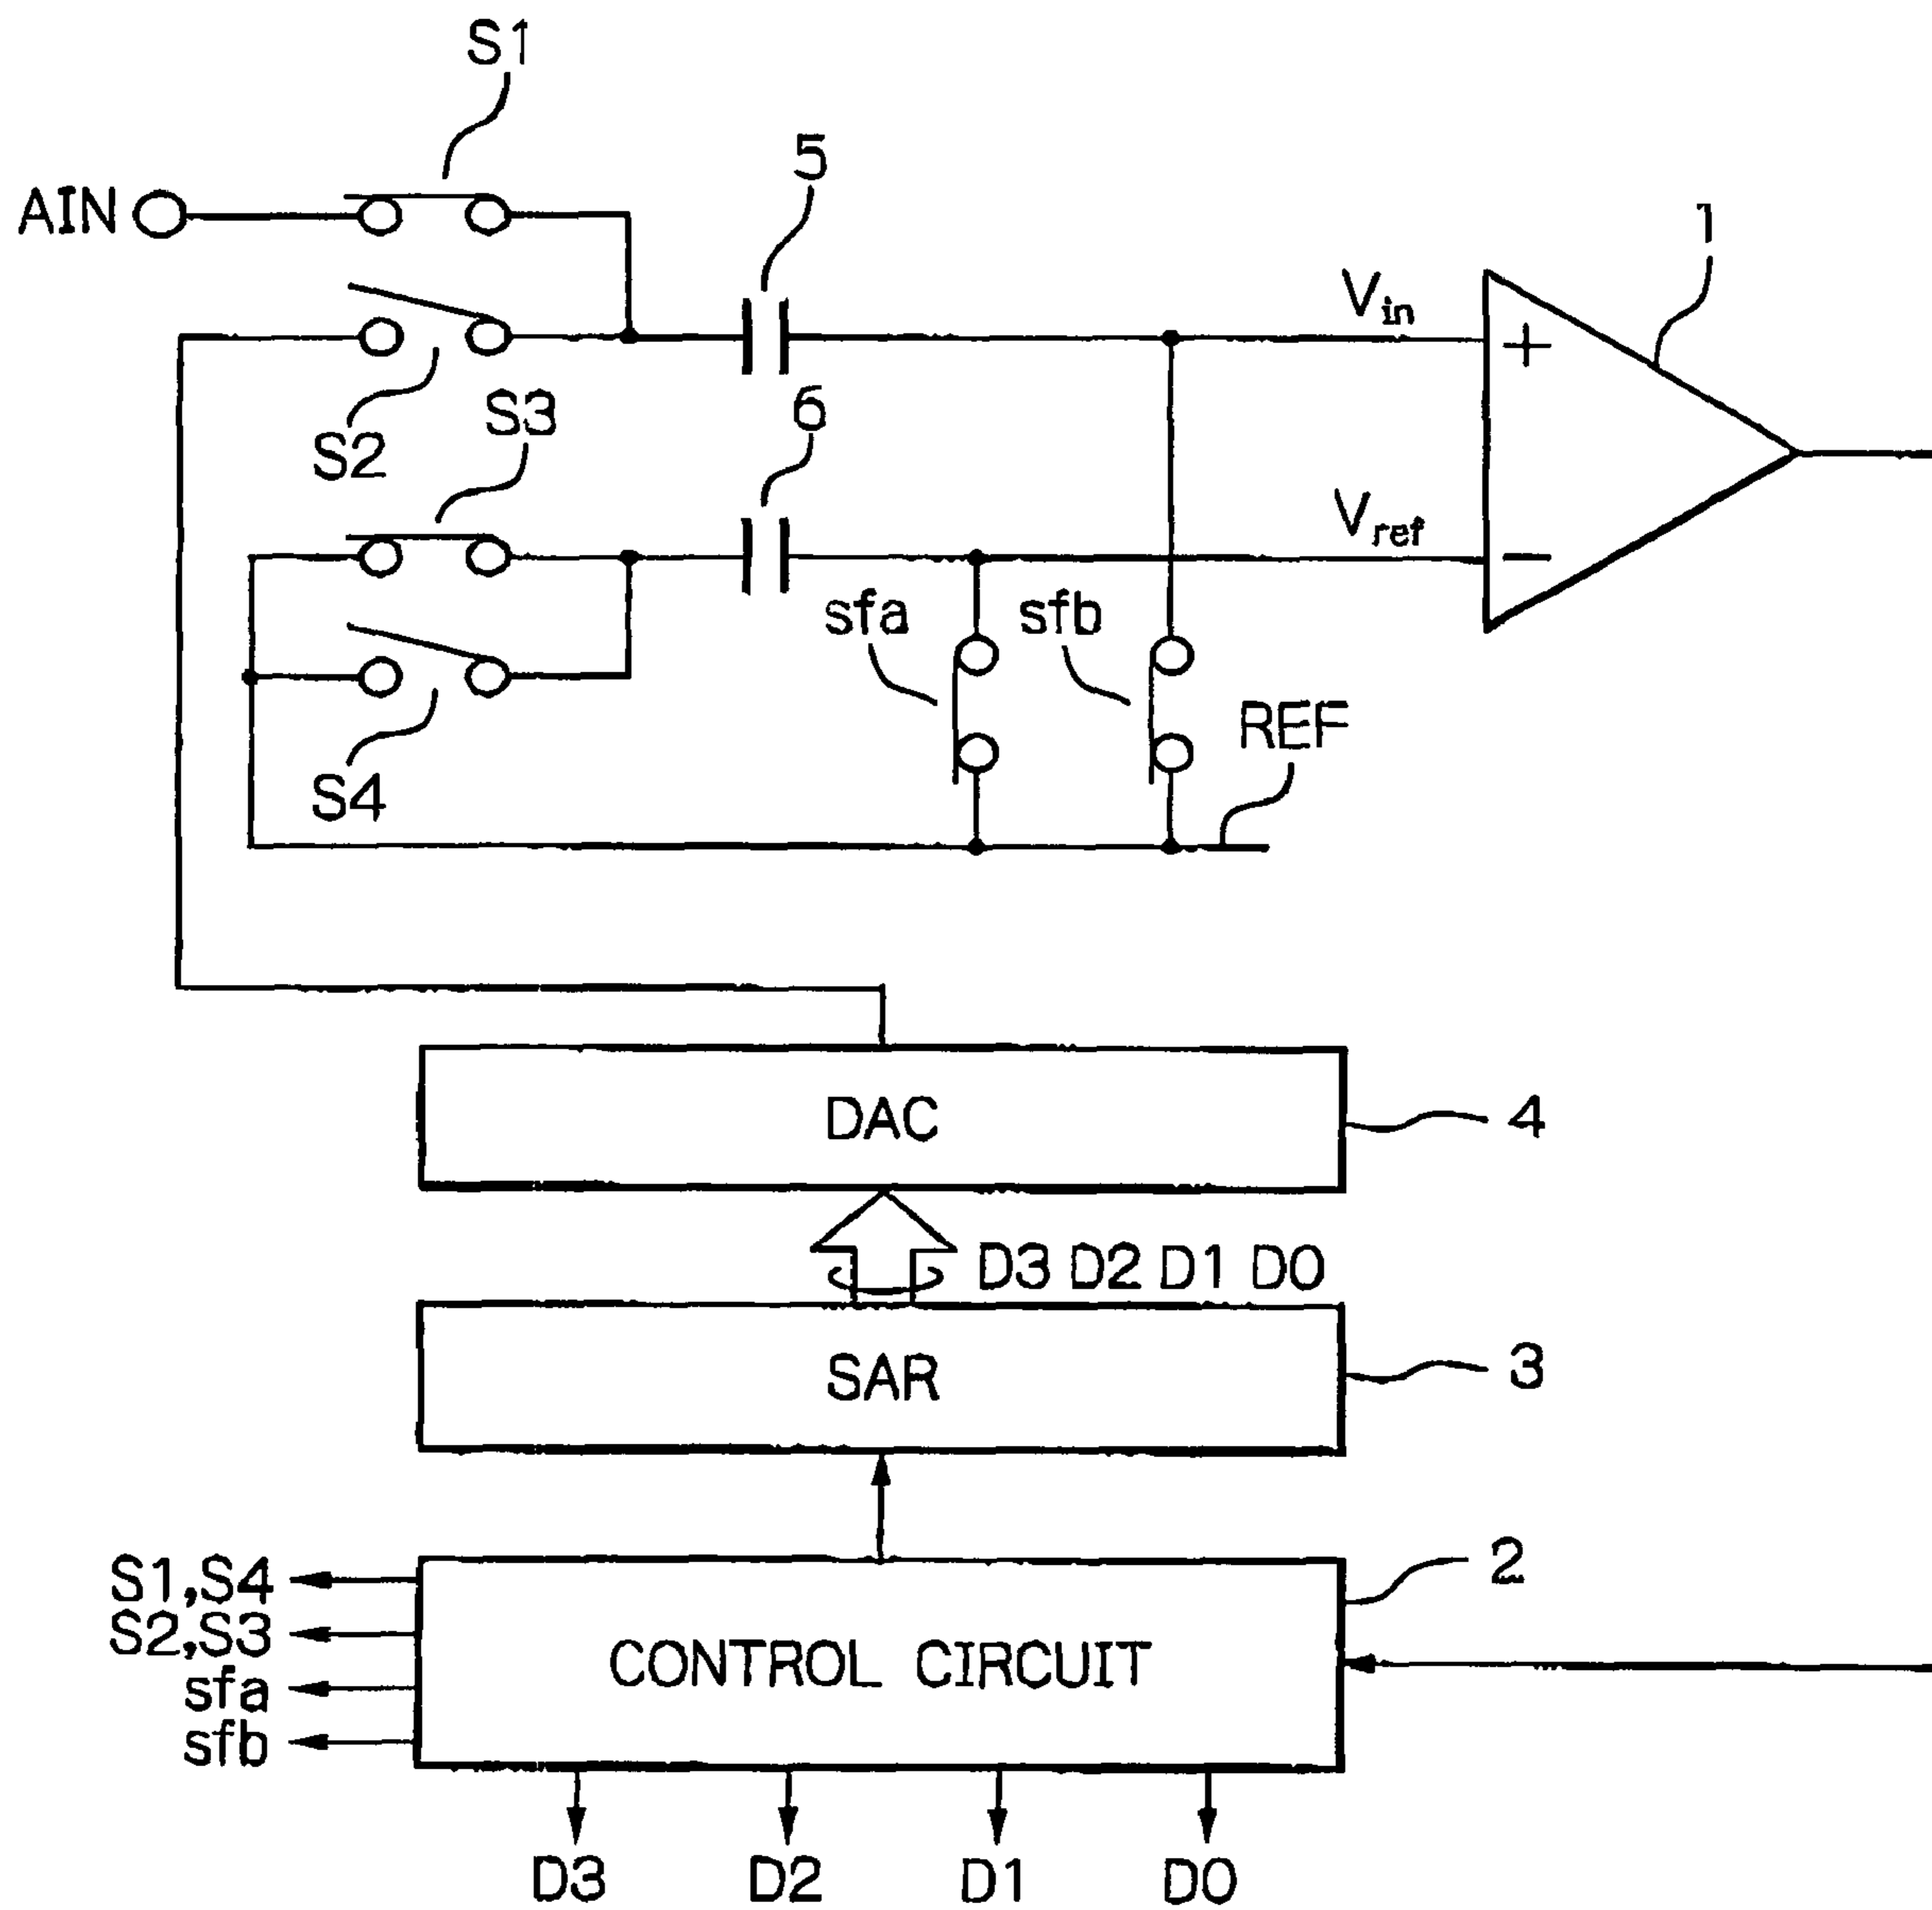 S1
5
AIN
1
Vin
+
S2
S3
6
Vref
−
sfa
sfb
REF
S4
DAC
4
D3 D2 D1 D0
SAR
3
2
S1,S4
S2,S3
sfa
sfb
CONTROL CIRCUIT
D3
D2
D1
D0